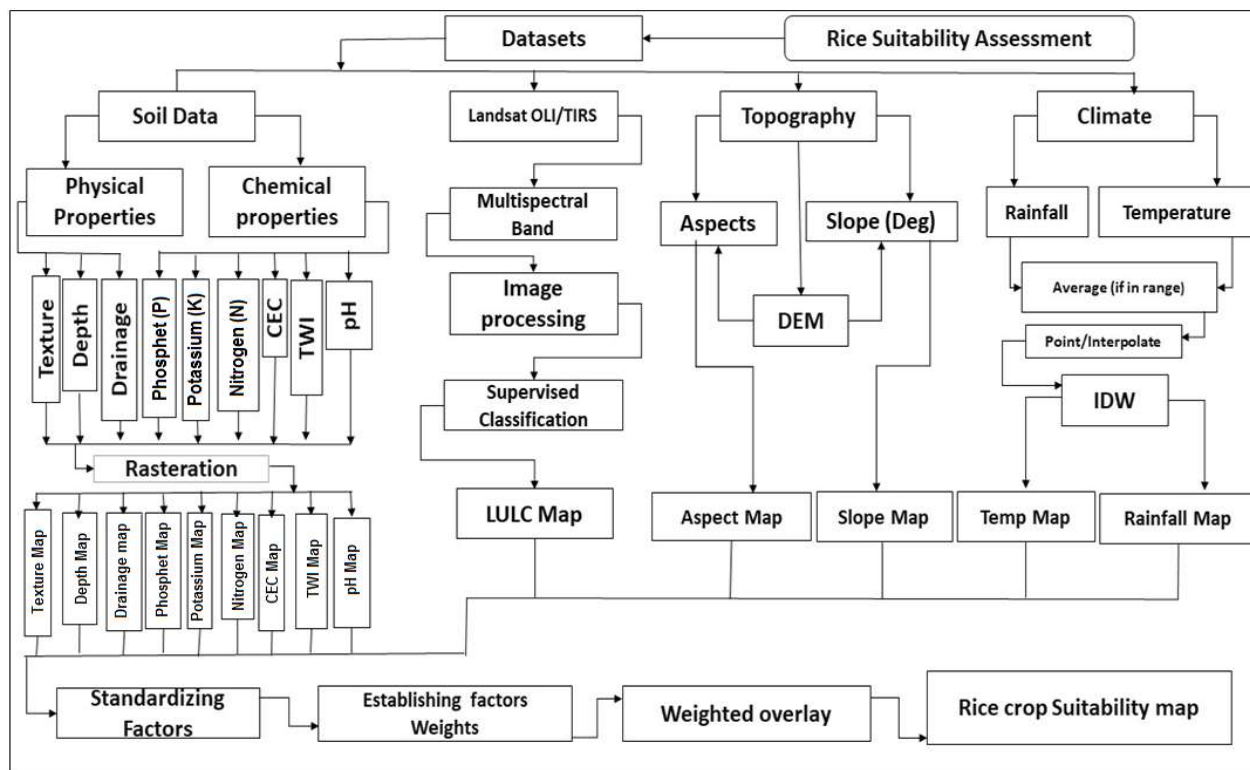 Datasets
Rice Suitability Assessment
Soil Data
Landsat OLI/TIRS
Topography
Climate
Physical
Properties
Chemical
properties
Multispectral
Band
Aspects
Slope (Deg)
Rainfall
Temperature
Texture
Depth
Drainage
Phosphet (P)
Potassium (K)
Nitrogen (N)
CEC
TWI
pH
Image
processing
DEM
Average (if in range)
Point/Interpolate
Supervised
Classification
IDW
Rasteration
LULC Map
Aspect Map
Slope Map
Temp Map
Rainfall Map
Texture Map
Depth Map
Drainage map
Phosphet Map
Potassium Map
Nitrogen Map
CEC Map
TWI Map
pH Map
Standardizing
Factors
Establishing factors
Weights
Weighted overlay
Rice crop Suitability map